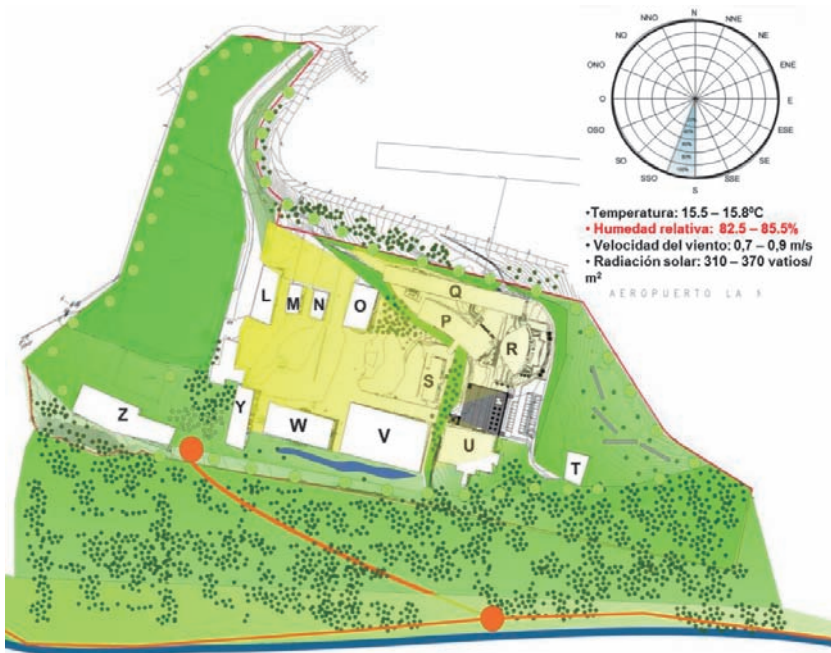 N
NNO
NNE
NO
NE
ONO
ENE
O
E
OSO
ESE
SO
SE
SSO
SSE
S
•Temperatura: 15.5 – 15.8ºC
• Humedad relativa: 82.5 – 85.5%
• Velocidad del viento: 0,7 – 0,9 m/s
• Radiación solar: 310 – 370 vatios/
m²
AEROPUERTO LA
L
M
N
O
Q
P
R
S
Z
Y
W
V
U
T